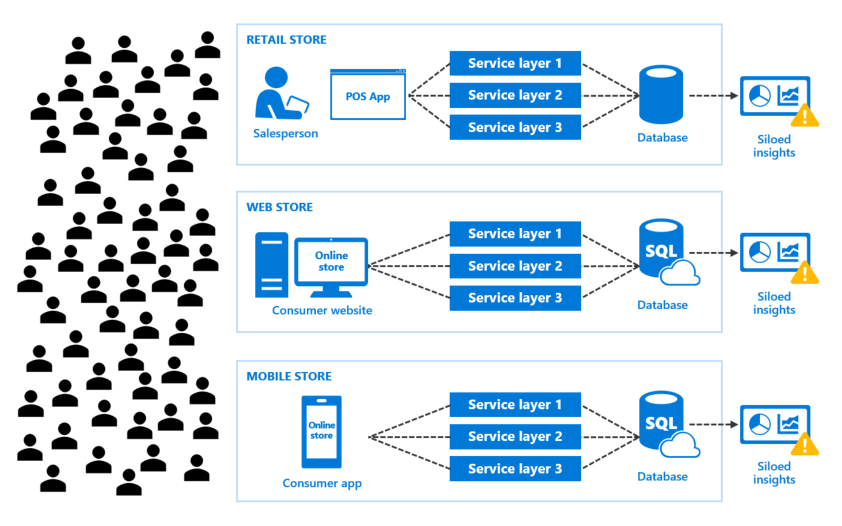 RETAIL STORE
POS App
Salesperson
Service layer 1
Service layer 2
Service layer 3
Database
Siloed
insights
WEB STORE
Online
store
Consumer website
Service layer 1
Service layer 2
Service layer 3
SQL
Database
Siloed
insights
MOBILE STORE
Online
store
Consumer app
Service layer 1
Service layer 2
Service layer 3
SQL
Database
Siloed
insights